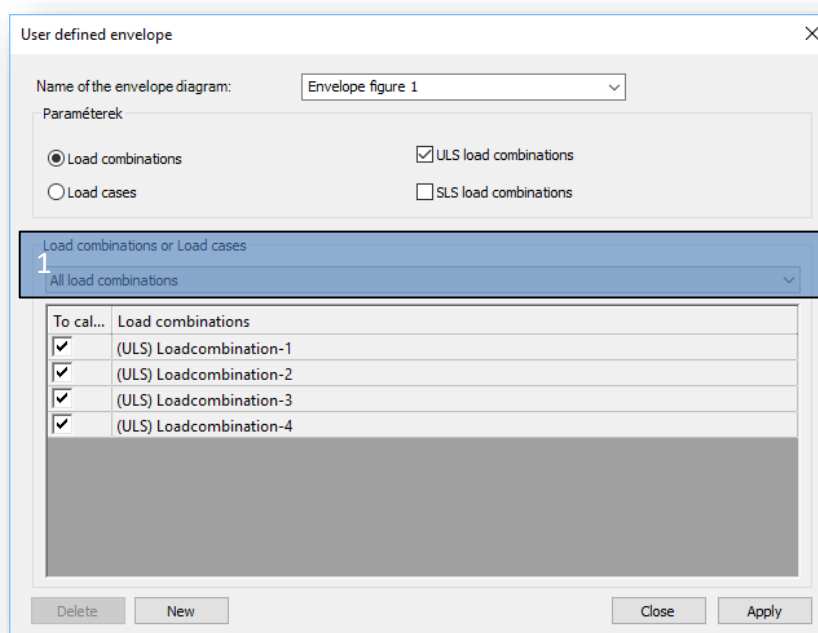 User defined envelope
Name of the envelope diagram: Envelope figure 1
Paraméterek
Load combinations
ULS load combinations
Load cases
SLS load combinations
Load combinations or Load cases
1
All load combinations
To cal... Load combinations
(ULS) Loadcombination-1
(ULS) Loadcombination-2
(ULS) Loadcombination-3
(ULS) Loadcombination-4
Delete New Close Apply